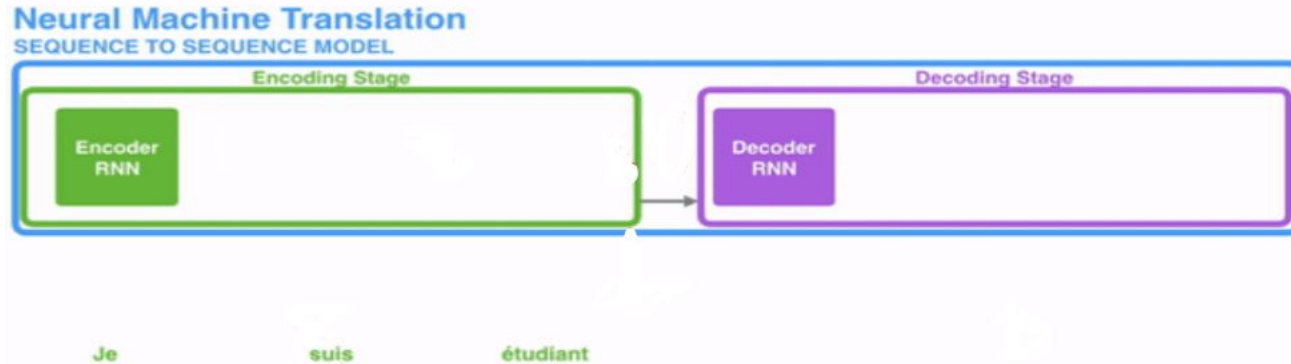 Neural Machine Translation
SEQUENCE TO SEQUENCE MODEL
Encoding Stage
Decoding Stage
Encoder
RNN
Decoder
RNN
Je suis étudiant